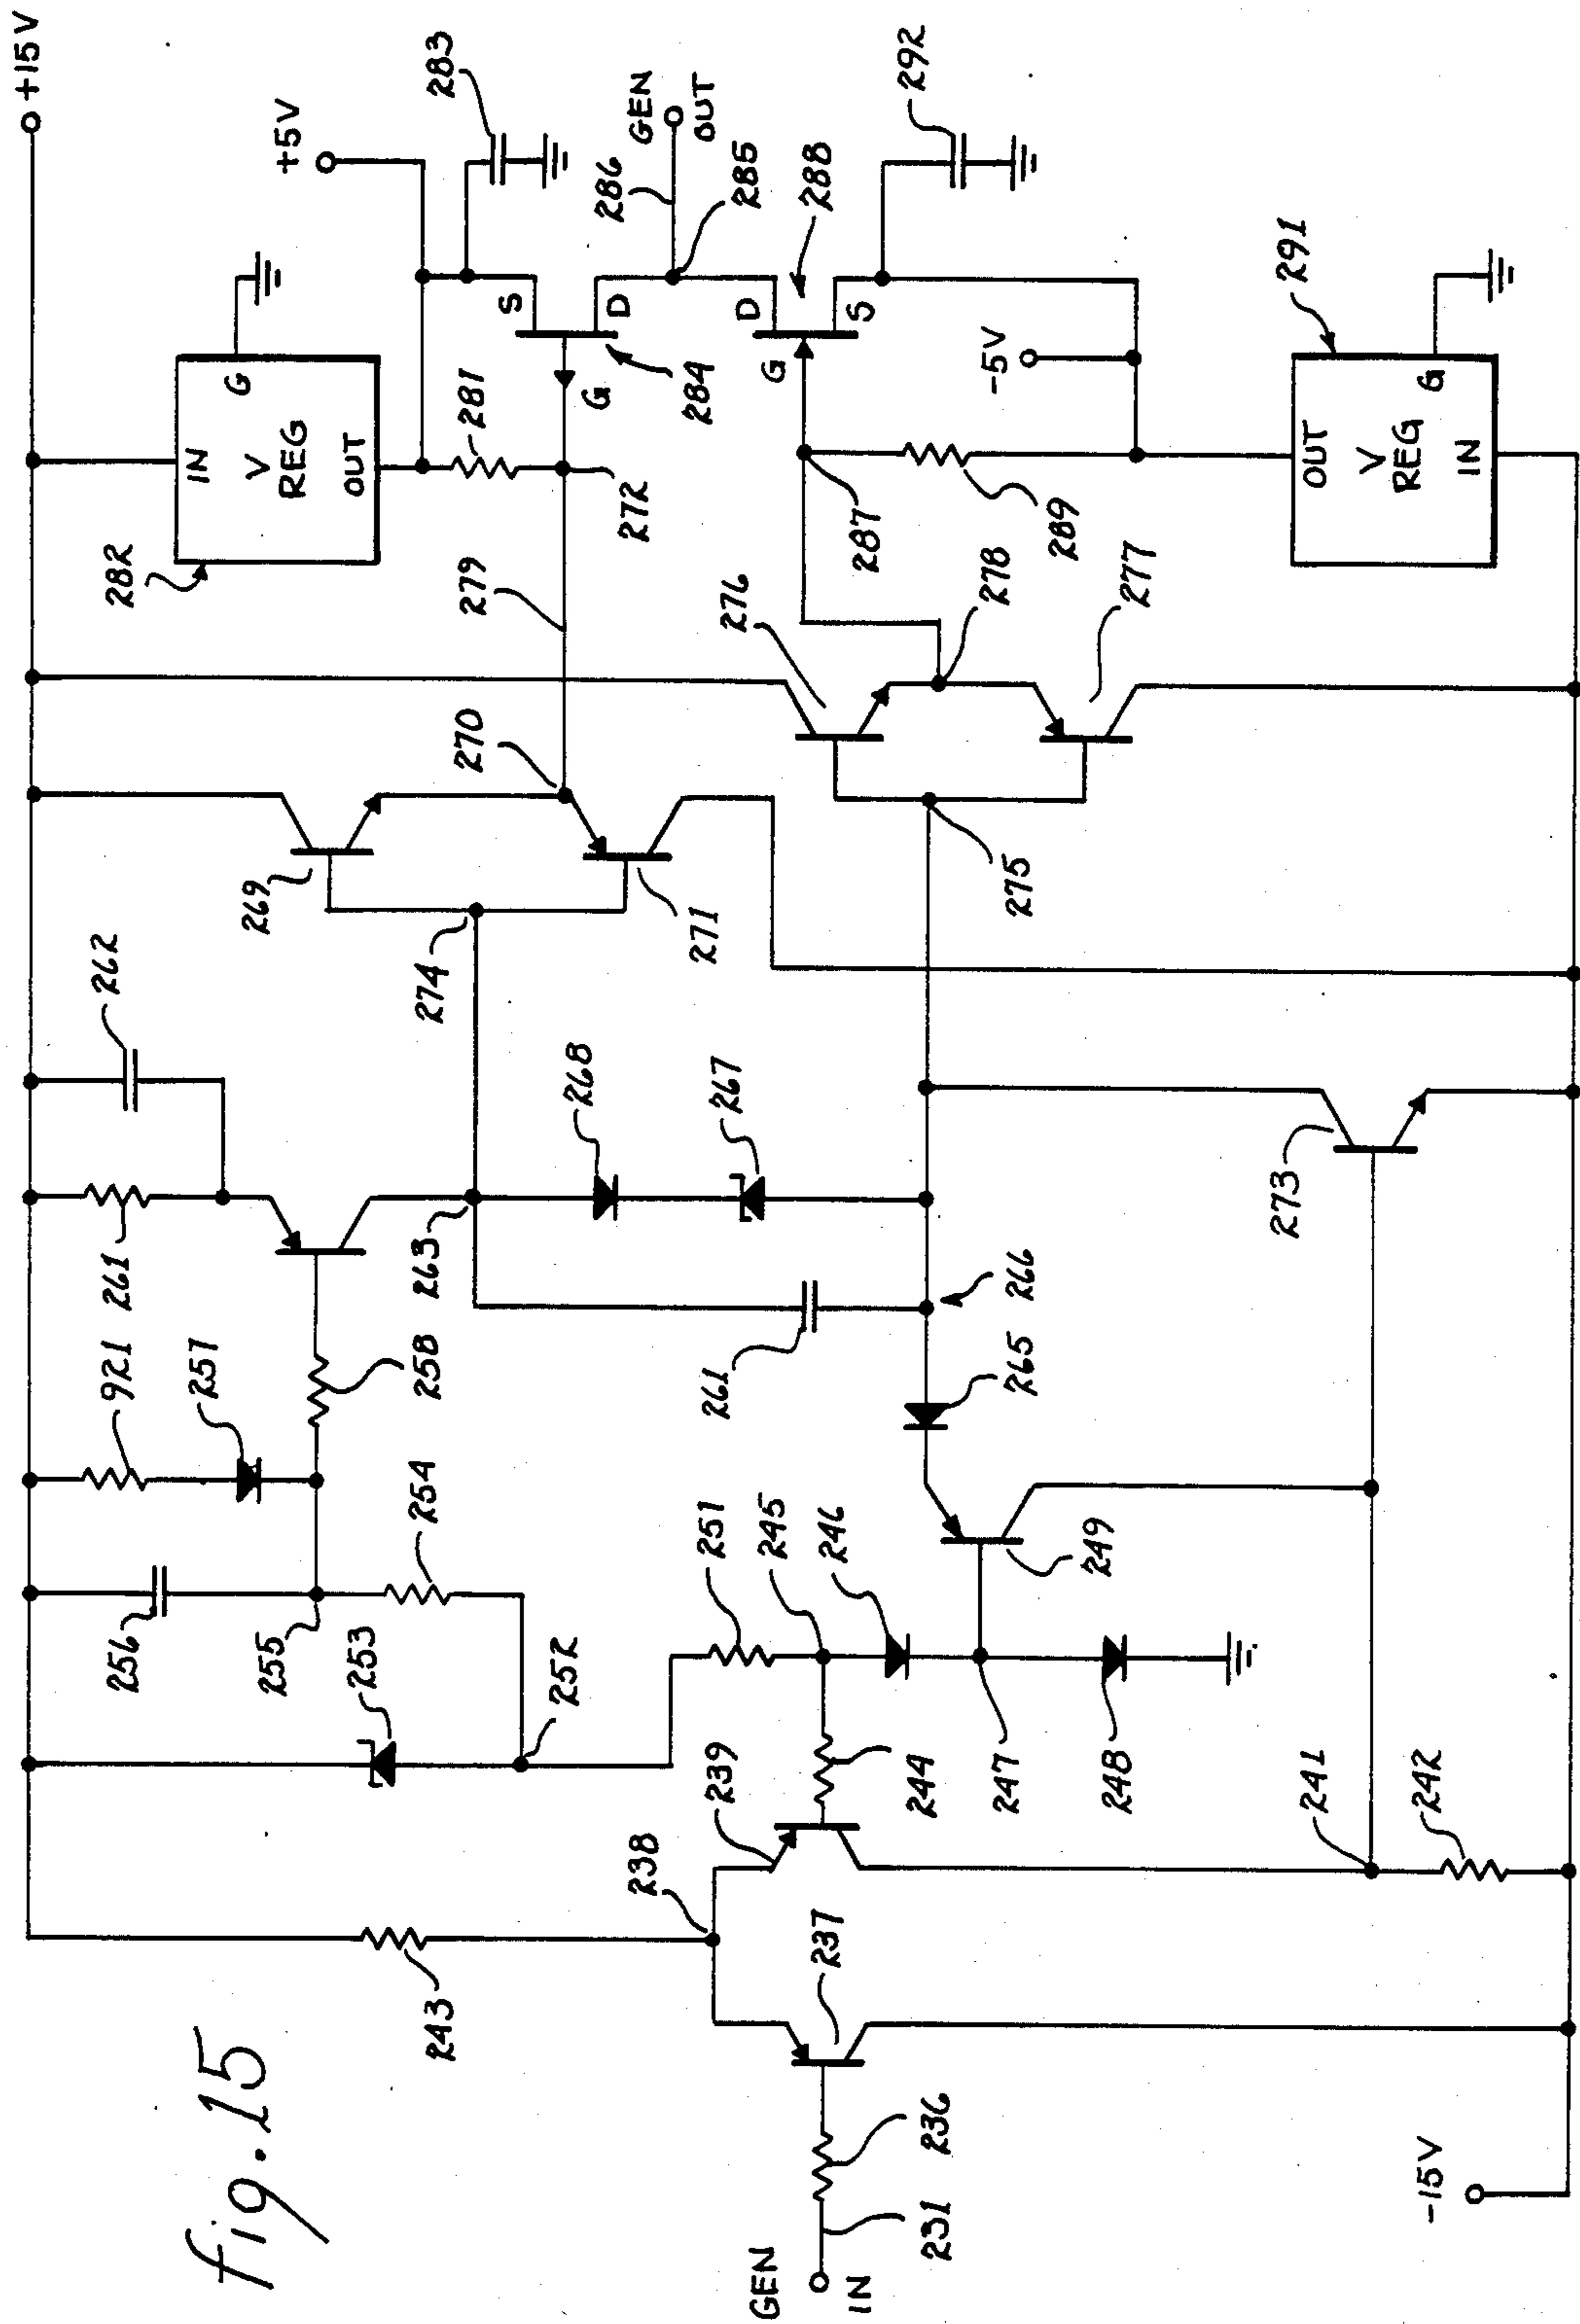 +15V
282
IN
V
REG
G
OUT
+5V
283
281
S
D
G
284
272
GEN
OUT
286
285
288
D
S
G
292
-5V
287
289
291
OUT
V
REG
G
IN
279
276
278
277
270
269
274
271
275
262
261
263
268
267
266
273
921
257
258
261
265
254
256
255
253
252
251
245
246
249
239
244
247
248
241
242
238
243
237
236
231
GEN
IN
-15V
fig.15